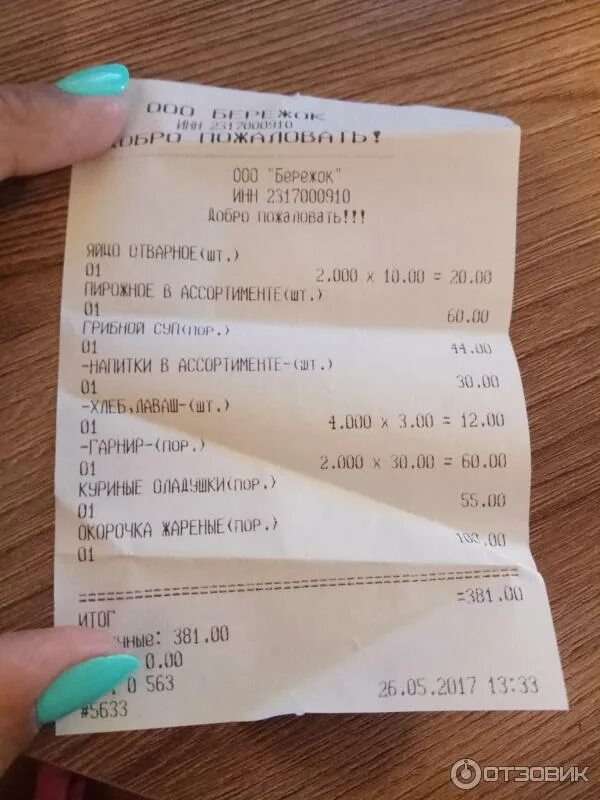 ООО БЕРЕЖОК
ИНН 2317000910
ДОБРО ПОЖАЛОВАТЬ!
ООО "Бережок"
ИНН 2317000910
Добро пожаловать!!!
ЯЙЦО ОТВАРНОЕ(шт.)
01 2.000 х 10.00 = 20.00
ПИРОЖНОЕ В АССОРТИМЕНТЕ(шт.)
01 60.00
ГРИБНОЙ СУП(пор.)
01 44.00
-НАПИТКИ В АССОРТИМЕНТЕ-(шт.)
01 30.00
-ХЛЕБ,ЛАВАШ-(шт.)
01 4.000 х 3.00 = 12.00
-ГАРНИР-(пор.)
01 2.000 х 30.00 = 60.00
КУРИНЫЕ ОЛАДУШКИ(пор.)
01 55.00
ОКОРОЧКА ЖАРЕНЫЕ(пор.)
01 100.00
ИТОГ =381.00
чные: 381.00
0.00
0 563 26.05.2017 13:33
#5633
ОТЗОВИК